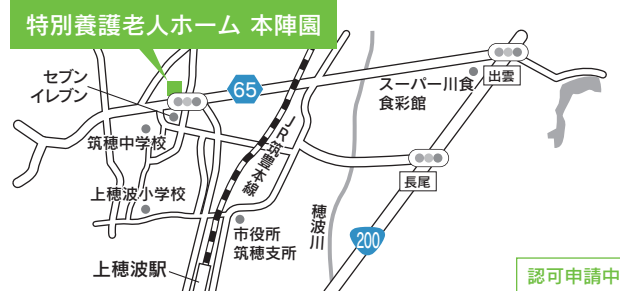 特別養護老人ホーム 本陣園
セブン
イレブン
65
スーパー川食
食彩館
出雲
筑穂中学校
JR筑豊本線
長尾
上穂波小学校
市役所
筑穂支所
穂波川
200
上穂波駅
認可申請中